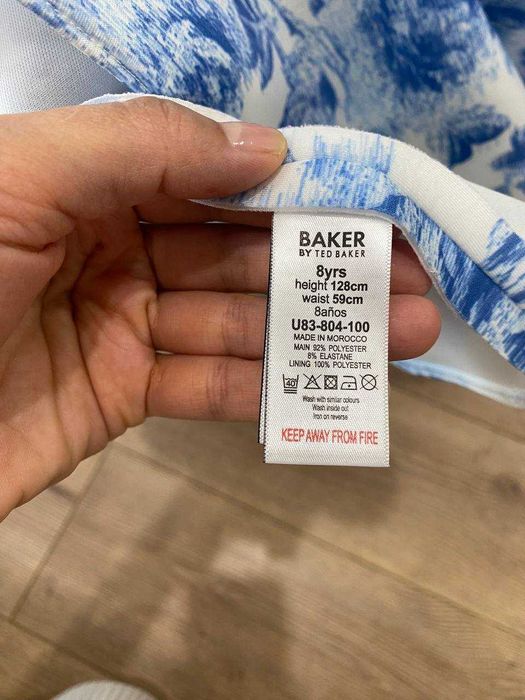 BAKER
BY TED BAKER
8yrs
height 128cm
waist 59cm
8años
U83-804-100
MADE IN MOROCCO
MAIN 92% POLYESTER
8% ELASTANE
LINING 100% POLYESTER
40
Wash with similar colours
Wash inside out
Iron on reverse
KEEP AWAY FROM FIRE